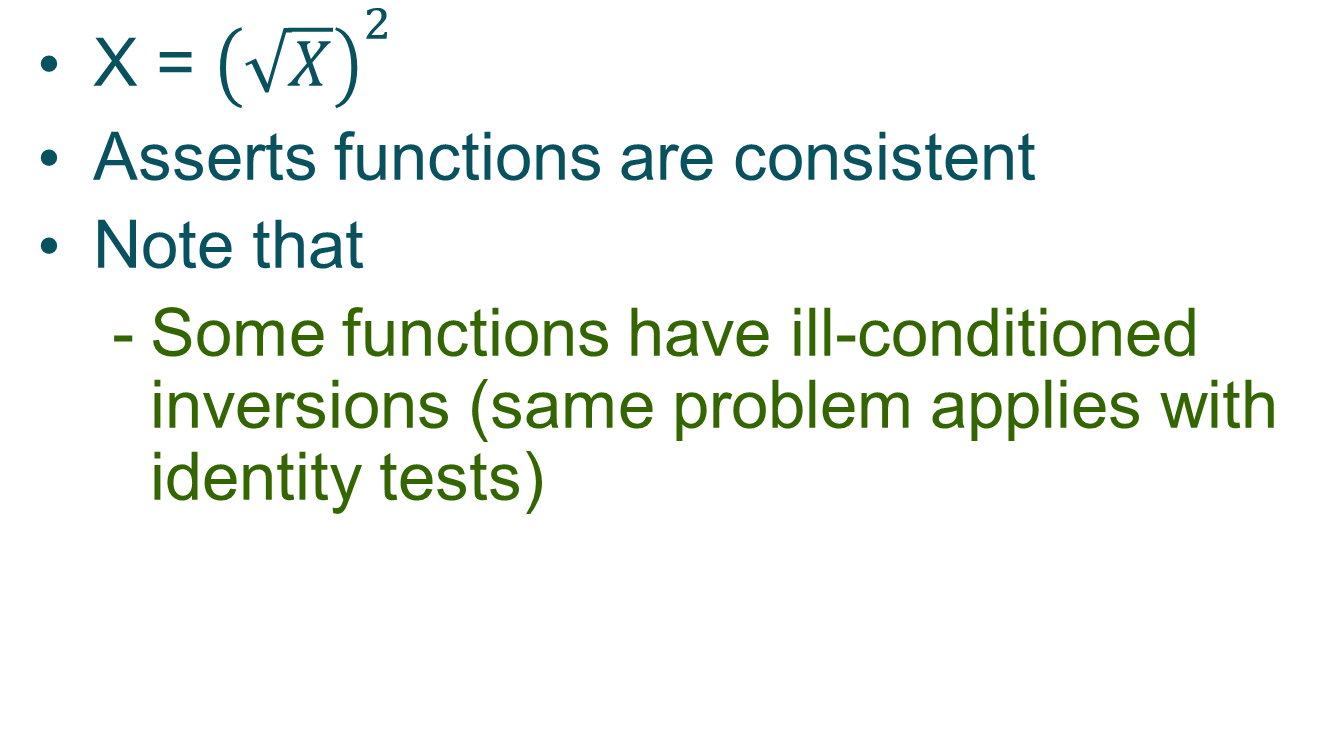 • X = (√X)²
• Asserts functions are consistent
• Note that
- Some functions have ill-conditioned
inversions (same problem applies with
identity tests)